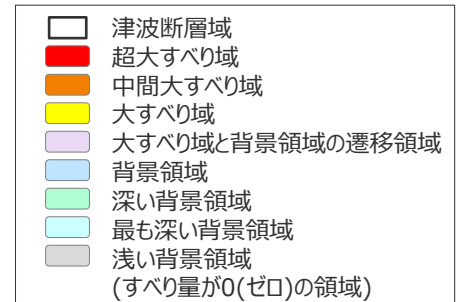 津波断層域
超大すべり域
中間大すべり域
大すべり域
大すべり域と背景領域の遷移領域
背景領域
深い背景領域
最も深い背景領域
浅い背景領域
(すべり量が0(ゼロ)の領域)